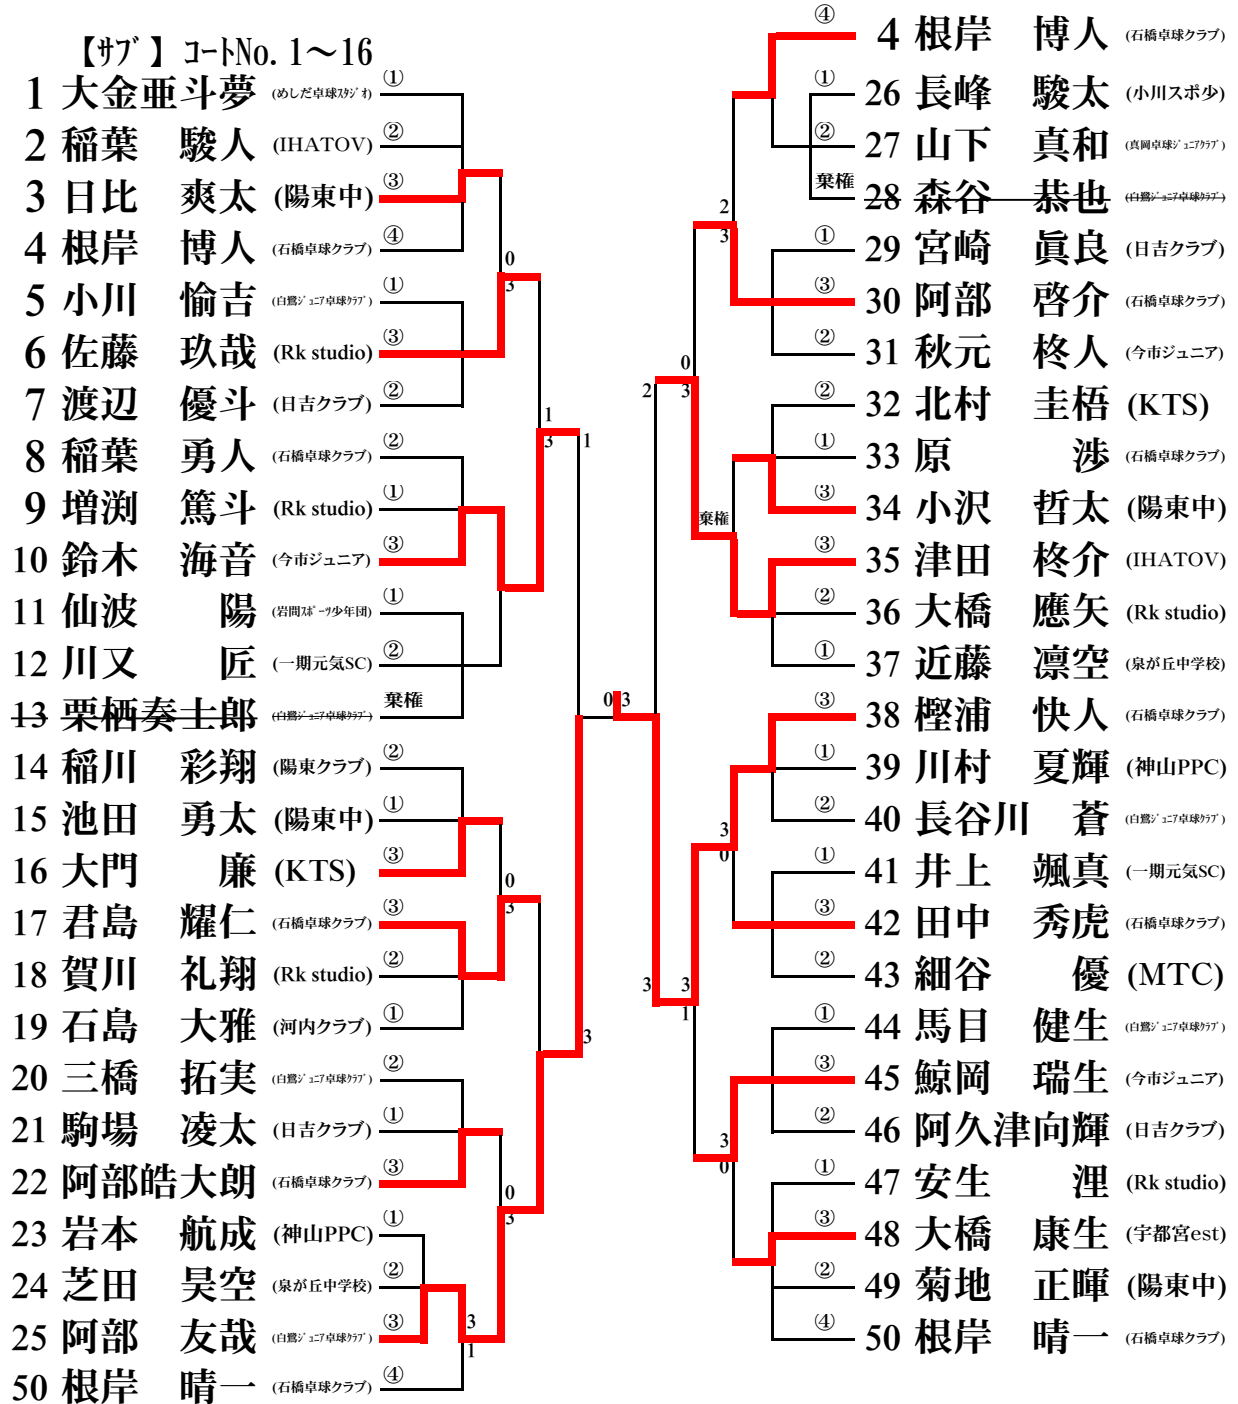 【サブ】コートNo. 1～16
1 大金亜斗夢 (めしだ卓球スタジオ) ①
2 稲葉 駿人 (IHATOV) ②
3 日比 爽太 (陽東中) ③
4 根岸 博人 (石橋卓球クラブ) ④
5 小川 愉吉 (白鷺ジュニア卓球クラブ) ①
6 佐藤 玖哉 (Rk studio) ③
7 渡辺 優斗 (日吉クラブ) ②
8 稲葉 勇人 (石橋卓球クラブ) ②
9 増渕 篤斗 (Rk studio) ①
10 鈴木 海音 (今市ジュニア) ③
11 仙波 陽 (岩間スポーツ少年団) ①
12 川又 匠 (一期元気SC) ②
13 栗栖奏士郎 (白鷺ジュニア卓球クラブ) 棄権
14 稲川 彩翔 (陽東クラブ) ②
15 池田 勇太 (陽東中) ①
16 大門 廉 (KTS) ③
17 君島 耀仁 (石橋卓球クラブ) ③
18 賀川 礼翔 (Rk studio) ②
19 石島 大雅 (河内クラブ) ①
20 三橋 拓実 (白鷺ジュニア卓球クラブ) ②
21 駒場 凌太 (日吉クラブ) ①
22 阿部皓大朗 (石橋卓球クラブ) ③
23 岩本 航成 (神山PPC) ①
24 芝田 昊空 (泉が丘中学校) ②
25 阿部 友哉 (白鷺ジュニア卓球クラブ) ③
50 根岸 晴一 (石橋卓球クラブ) ④
0
3
1
3
1
0
3
3
0
3
3
1
0 3
④ 4 根岸 博人 (石橋卓球クラブ)
① 26 長峰 駿太 (小川スポ少)
② 27 山下 真和 (真岡卓球ジュニアクラブ)
棄権 28 森谷 恭也 (白鷺ジュニア卓球クラブ)
① 29 宮崎 眞良 (日吉クラブ)
③ 30 阿部 啓介 (石橋卓球クラブ)
② 31 秋元 柊人 (今市ジュニア)
② 32 北村 圭梧 (KTS)
① 33 原 渉 (石橋卓球クラブ)
③ 34 小沢 哲太 (陽東中)
③ 35 津田 柊介 (IHATOV)
② 36 大橋 應矢 (Rk studio)
① 37 近藤 凛空 (泉が丘中学校)
③ 38 樫浦 快人 (石橋卓球クラブ)
① 39 川村 夏輝 (神山PPC)
② 40 長谷川 蒼 (白鷺ジュニア卓球クラブ)
① 41 井上 颯真 (一期元気SC)
③ 42 田中 秀虎 (石橋卓球クラブ)
② 43 細谷 優 (MTC)
① 44 馬目 健生 (白鷺ジュニア卓球クラブ)
③ 45 鯨岡 瑞生 (今市ジュニア)
② 46 阿久津向輝 (日吉クラブ)
① 47 安生 浬 (Rk studio)
③ 48 大橋 康生 (宇都宮est)
② 49 菊地 正暉 (陽東中)
④ 50 根岸 晴一 (石橋卓球クラブ)
2
3
0
2 3
棄権
3
0
3 3
1
3
0